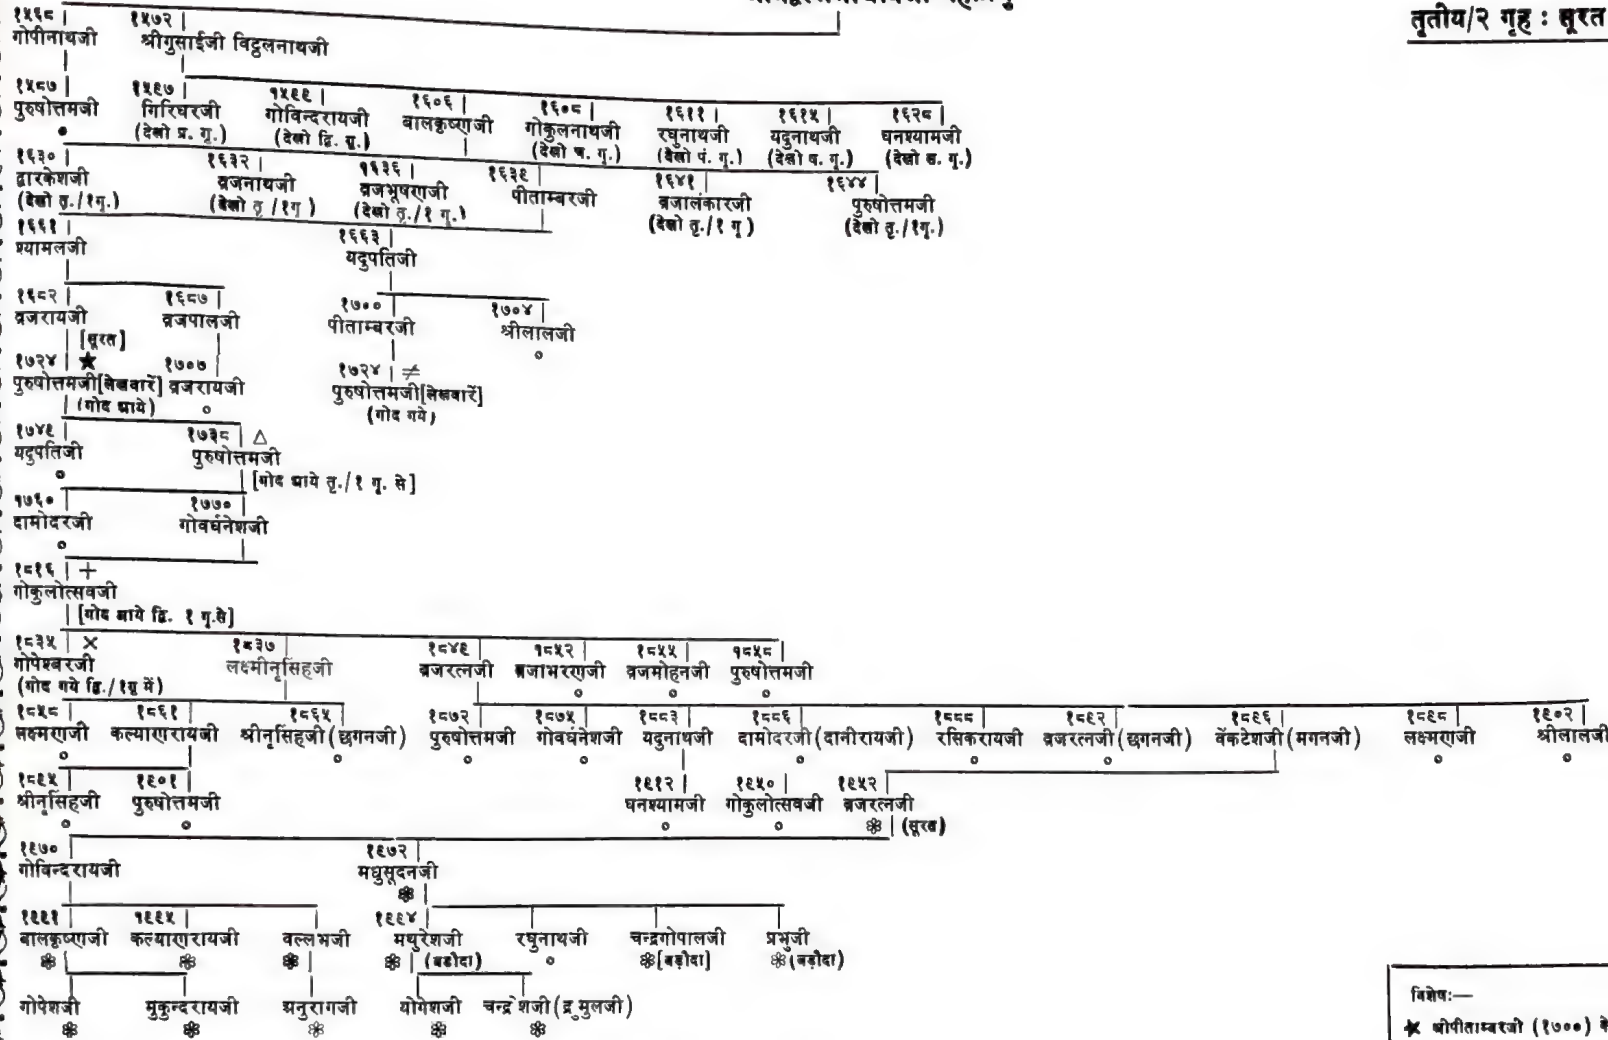 तृतीय/२ गृह : सूरत
१५६८ १५७२
गोपीनाथजी श्रीगुसाईजी विट्ठलनाथजी
१५८७ १५९७ १५९९ १६०६ १६०८ १६११ १६१५ १६२८
पुरुषोत्तमजी गिरिधरजी गोविन्दरायजी बालकृष्णजी गोकुलनाथजी रघुनाथजी यदुनाथजी घनश्यामजी
(देखो प्र. गृ.) (देखो द्वि. गृ.) (देखो च. गृ.) (देखो पं. गृ.) (देखो ष. गृ.) (देखो स. गृ.)
१६३० १६३२ १६३६ १६३९ १६४१ १६४४
द्वारकेशजी व्रजनाथजी व्रजभूषणजी पीताम्बरजी व्रजालंकारजी पुरुषोत्तमजी
(देखो तृ./१गृ.) (देखो तृ/१गृ) (देखो तृ./१ गृ.) (देखो तृ./१ गृ) (देखो तृ./१गृ.)
१६६१ १६६३
श्यामलजी यदुपतिजी
१६८२ १६८७ १७०० १७०४
व्रजरायजी व्रजपालजी पीताम्बरजी श्रीलालजी
[सूरत]
१७२४ ★ १७०७ १७२४ ≠
पुरुषोत्तमजी[लेखवारें] व्रजरायजी पुरुषोत्तमजी[लेखवारें]
(गोद आये) (गोद गये)
१७४९ १७३८ △
यदुपतिजी पुरुषोत्तमजी
[गोद आये तृ./१ गृ. से]
१७६० १७७०
दामोदरजी गोवर्धनेशजी
१८१६ +
गोकुलोत्सवजी
[गोद आये द्वि. १ गृ.से]
१८३५ × १८३७ १८४९ १८५२ १८५५ १८५८
गोपेश्वरजी लक्ष्मीनृसिंहजी व्रजरत्नजी व्रजाभरणजी व्रजमोहनजी पुरुषोत्तमजी
(गोद गये द्वि./१गृ में)
१८५८ १८६१ १८६५ १८७२ १८७५ १८८३ १८८६ १८८८ १८९२ १८९६ १८९८ १९०२
लक्ष्मणजी कल्याणरायजी श्रीनृसिंहजी(छगनजी) पुरुषोत्तमजी गोवर्धनेशजी यदुनाथजी दामोदरजी(दानीरायजी) रसिकरायजी व्रजरत्नजी(छगनजी) वेंकटेशजी(मगनजी) लक्ष्मणजी श्रीलालजी
१८९५ १९०१ १९१२ १९५० १९५२
श्रीनृसिंहजी पुरुषोत्तमजी घनश्यामजी गोकुलोत्सवजी व्रजरत्नजी
(सूरत)
१९७० १९७२
गोविन्दरायजी मधुसूदनजी
१९९१ १९९५ १९९४
बालकृष्णजी कल्याणरायजी वल्लभजी मथुरेशजी रघुनाथजी चन्द्रगोपालजी प्रभुजी
(बडौदा) [बड़ौदा] (बड़ौदा)
गोपेशजी मुकुन्दरायजी अनुरागजी योगेशजी चन्द्रेशजी(द्रुमुलजी)
विशेष:—
★ श्रीपीताम्बरजी (१७००) के